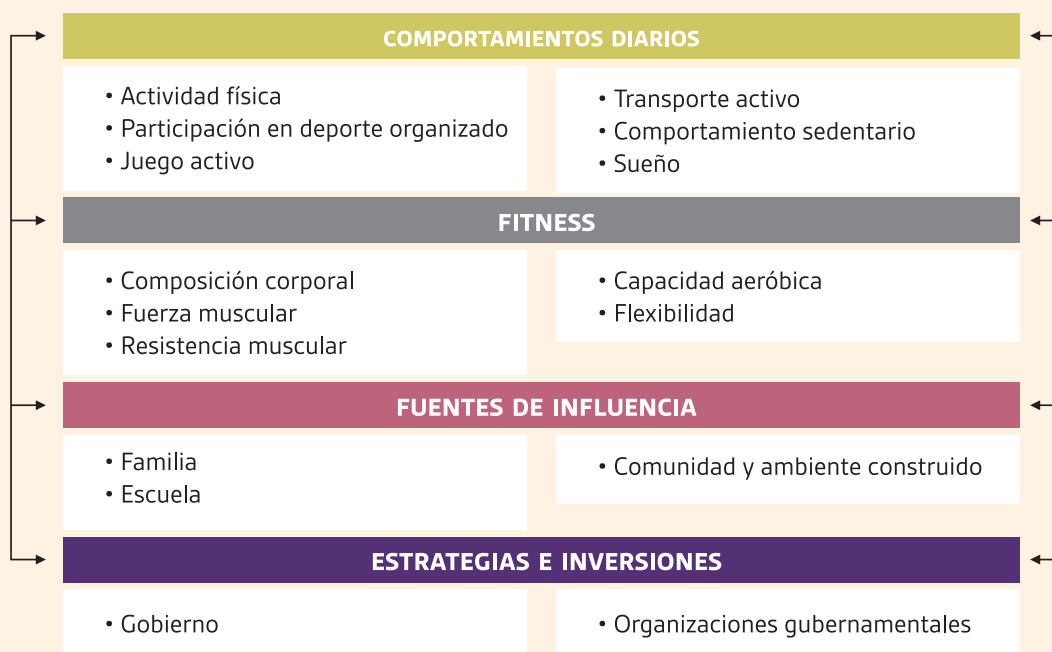 COMPORTAMIENTOS DIARIOS
• Actividad física
• Participación en deporte organizado
• Juego activo
• Transporte activo
• Comportamiento sedentario
• Sueño
FITNESS
• Composición corporal
• Fuerza muscular
• Resistencia muscular
• Capacidad aeróbica
• Flexibilidad
FUENTES DE INFLUENCIA
• Familia
• Escuela
• Comunidad y ambiente construido
ESTRATEGIAS E INVERSIONES
• Gobierno
• Organizaciones gubernamentales